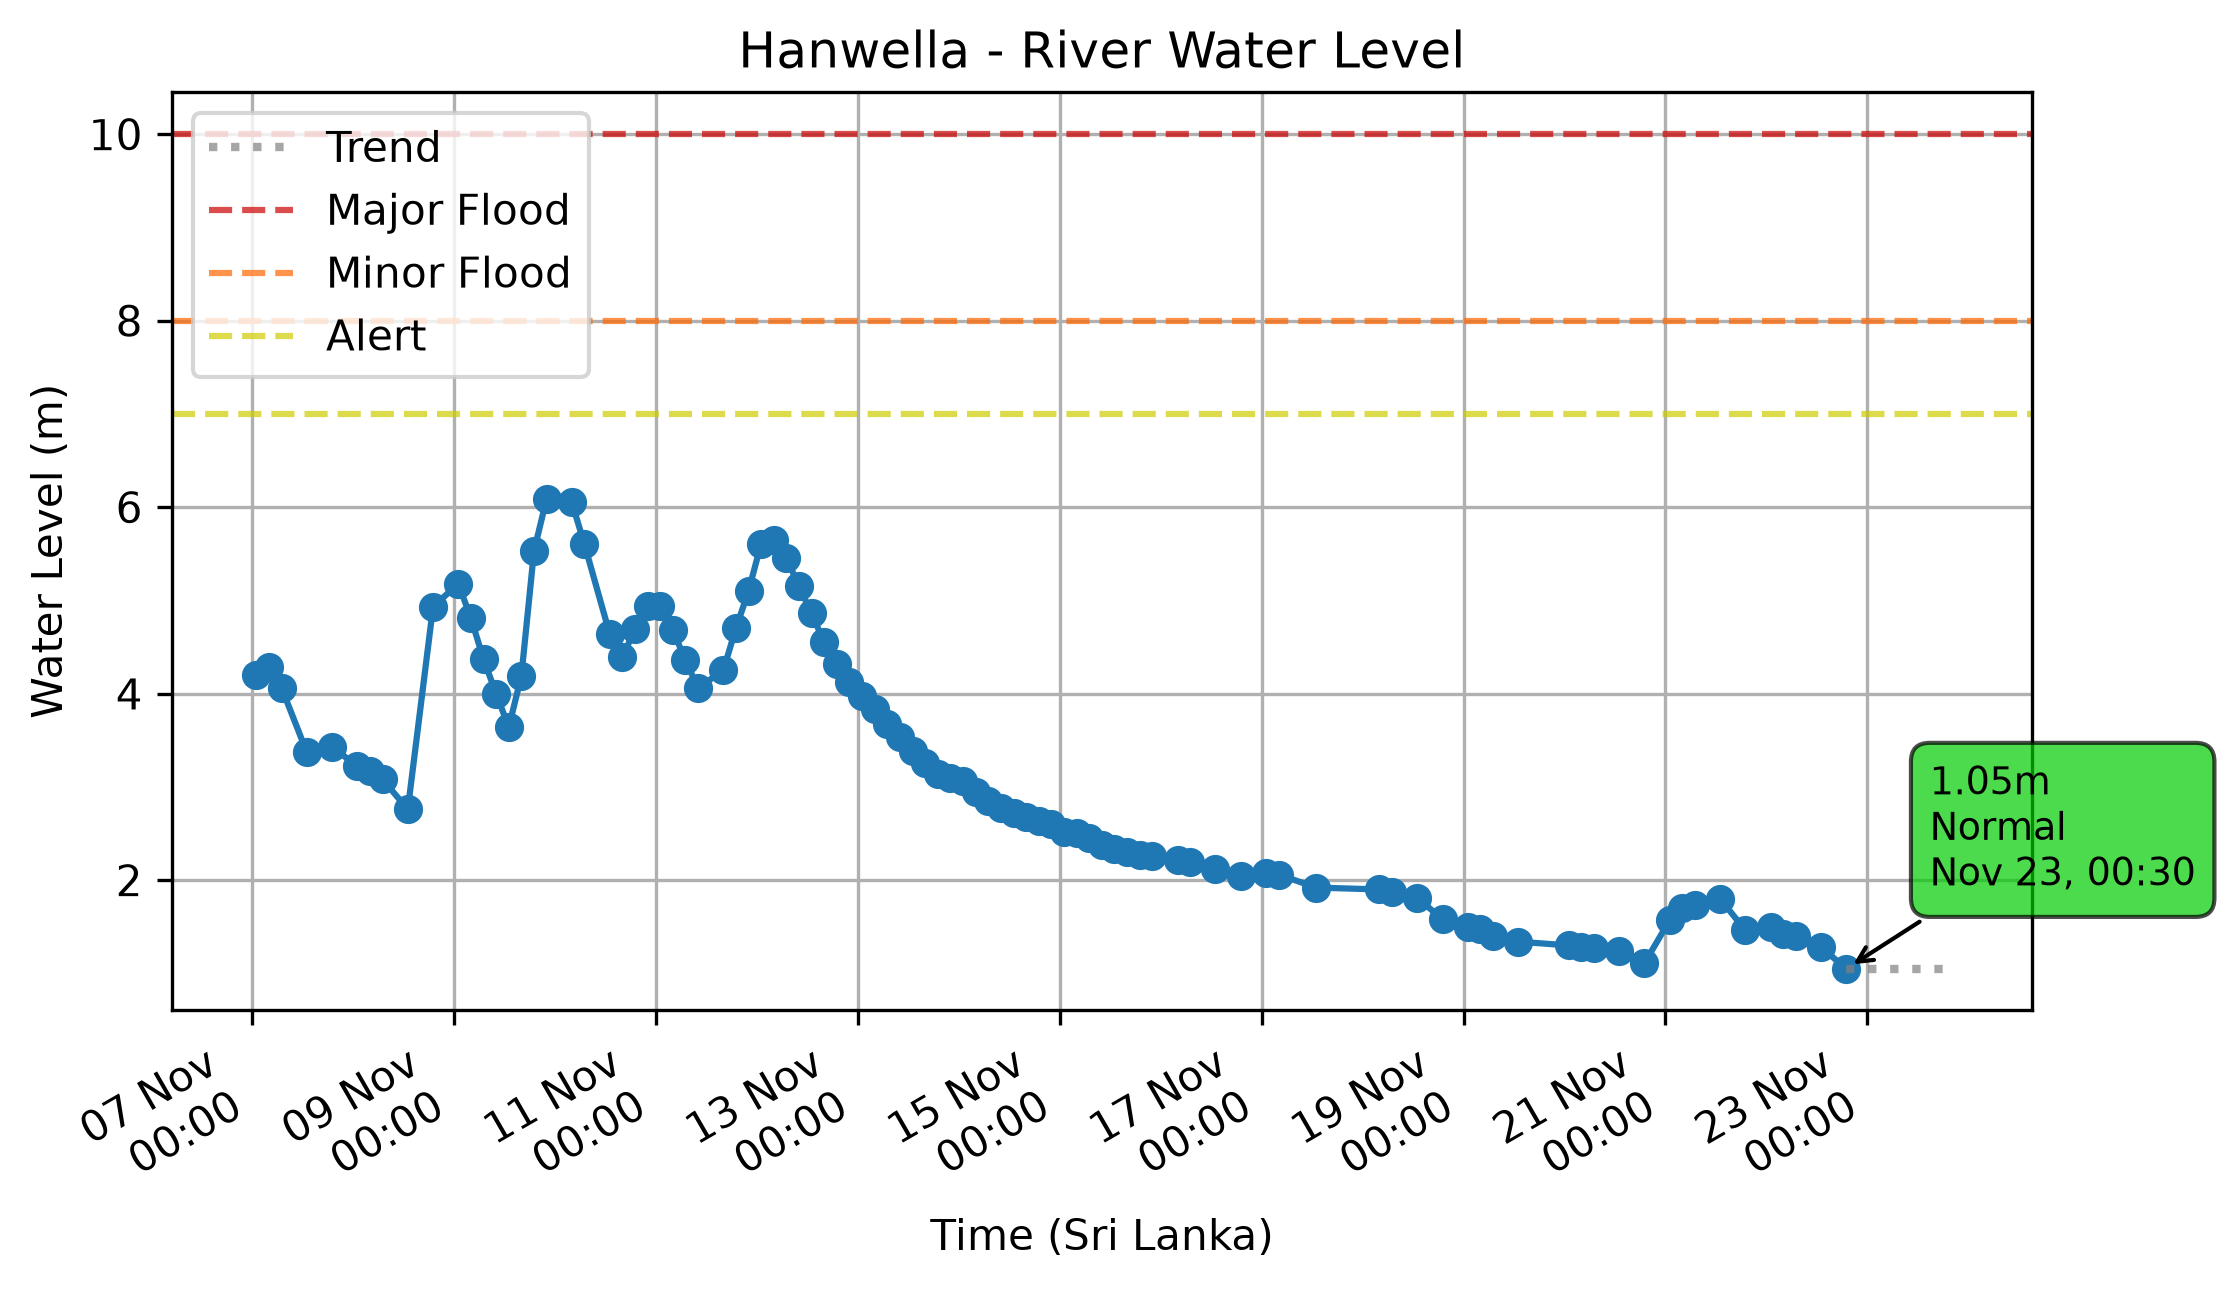 Hanwella - River Water Level
Water Level (m)
10
8
6
4
2
Trend
Major Flood
Minor Flood
Alert
1.05m
Normal
Nov 23, 00:30
07 Nov
00:00
09 Nov
00:00
11 Nov
00:00
13 Nov
00:00
15 Nov
00:00
17 Nov
00:00
19 Nov
00:00
21 Nov
00:00
23 Nov
00:00
Time (Sri Lanka)